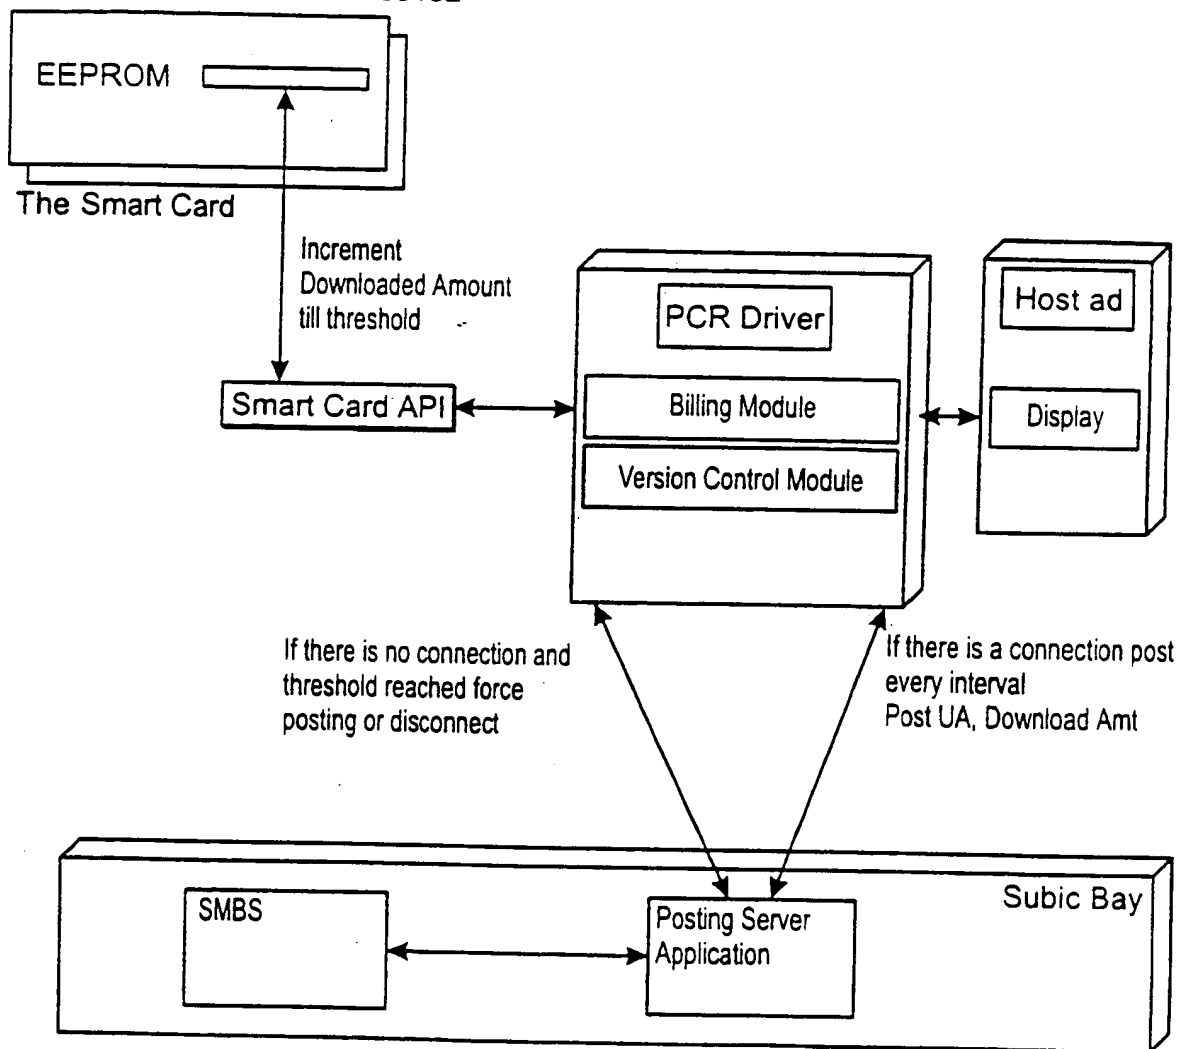 EEPROM
The Smart Card
Increment
Downloaded Amount
till threshold
Smart Card API
PCR Driver
Billing Module
Version Control Module
Host ad
Display
If there is no connection and
threshold reached force
posting or disconnect
If there is a connection post
every interval
Post UA, Download Amt
Subic Bay
SMBS
Posting Server
Application